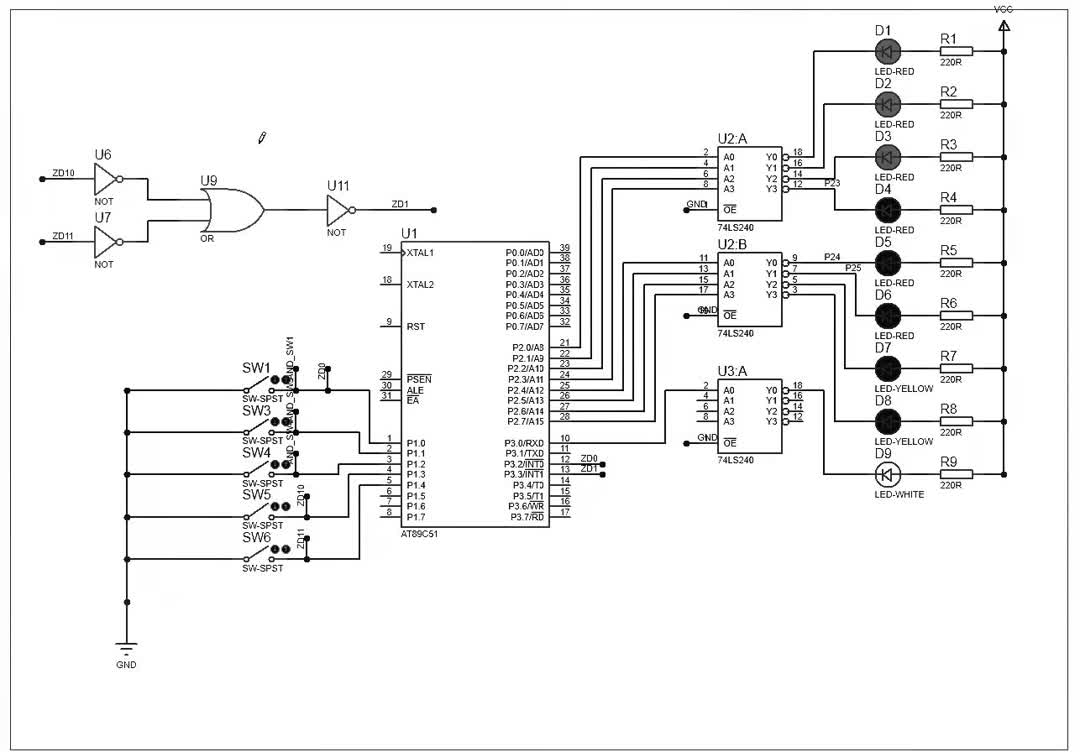 VCC
D1
R1
LED-RED
220R
D2
R2
LED-RED
220R
D3
R3
LED-RED
220R
D4
R4
LED-RED
220R
D5
R5
LED-RED
220R
D6
R6
LED-RED
220R
D7
R7
LED-YELLOW
220R
D8
R8
LED-YELLOW
220R
D9
R9
LED-WHITE
220R
U6
ZD10
NOT
U7
ZD11
NOT
U9
OR
U11
NOT
ZD1
U2:A
2 A0 Y0 18
4 A1 Y1 16
6 A2 Y2 14
8 A3 Y3 12
P23
GND 1 OE
74LS240
U2:B
11 A0 Y0 9
13 A1 Y1 7
15 A2 Y2 5
17 A3 Y3 3
P24
P25
GND 19 OE
74LS240
U3:A
2 A0 Y0 18
4 A1 Y1 16
6 A2 Y2 14
8 A3 Y3 12
GND OE
74LS240
U1
19 XTAL1
18 XTAL2
9 RST
29 PSEN
30 ALE
31 EA
1 P1.0
2 P1.1
3 P1.2
4 P1.3
5 P1.4
6 P1.5
7 P1.6
8 P1.7
P0.0/AD0 39
P0.1/AD1 38
P0.2/AD2 37
P0.3/AD3 36
P0.4/AD4 35
P0.5/AD5 34
P0.6/AD6 33
P0.7/AD7 32
P2.0/A8 21
P2.1/A9 22
P2.2/A10 23
P2.3/A11 24
P2.4/A12 25
P2.5/A13 26
P2.6/A14 27
P2.7/A15 28
P3.0/RXD 10
P3.1/TXD 11
P3.2/INT0 12 ZD0
P3.3/INT1 13 ZD1
P3.4/T0 14
P3.5/T1 15
P3.6/WR 16
P3.7/RD 17
AT89C51
SW1
SW-SPST
AND_SW1
ZD0
SW3
SW-SPST
SW4
SW-SPST
SW5
SW-SPST
ZD10
SW6
SW-SPST
ZD11
GND